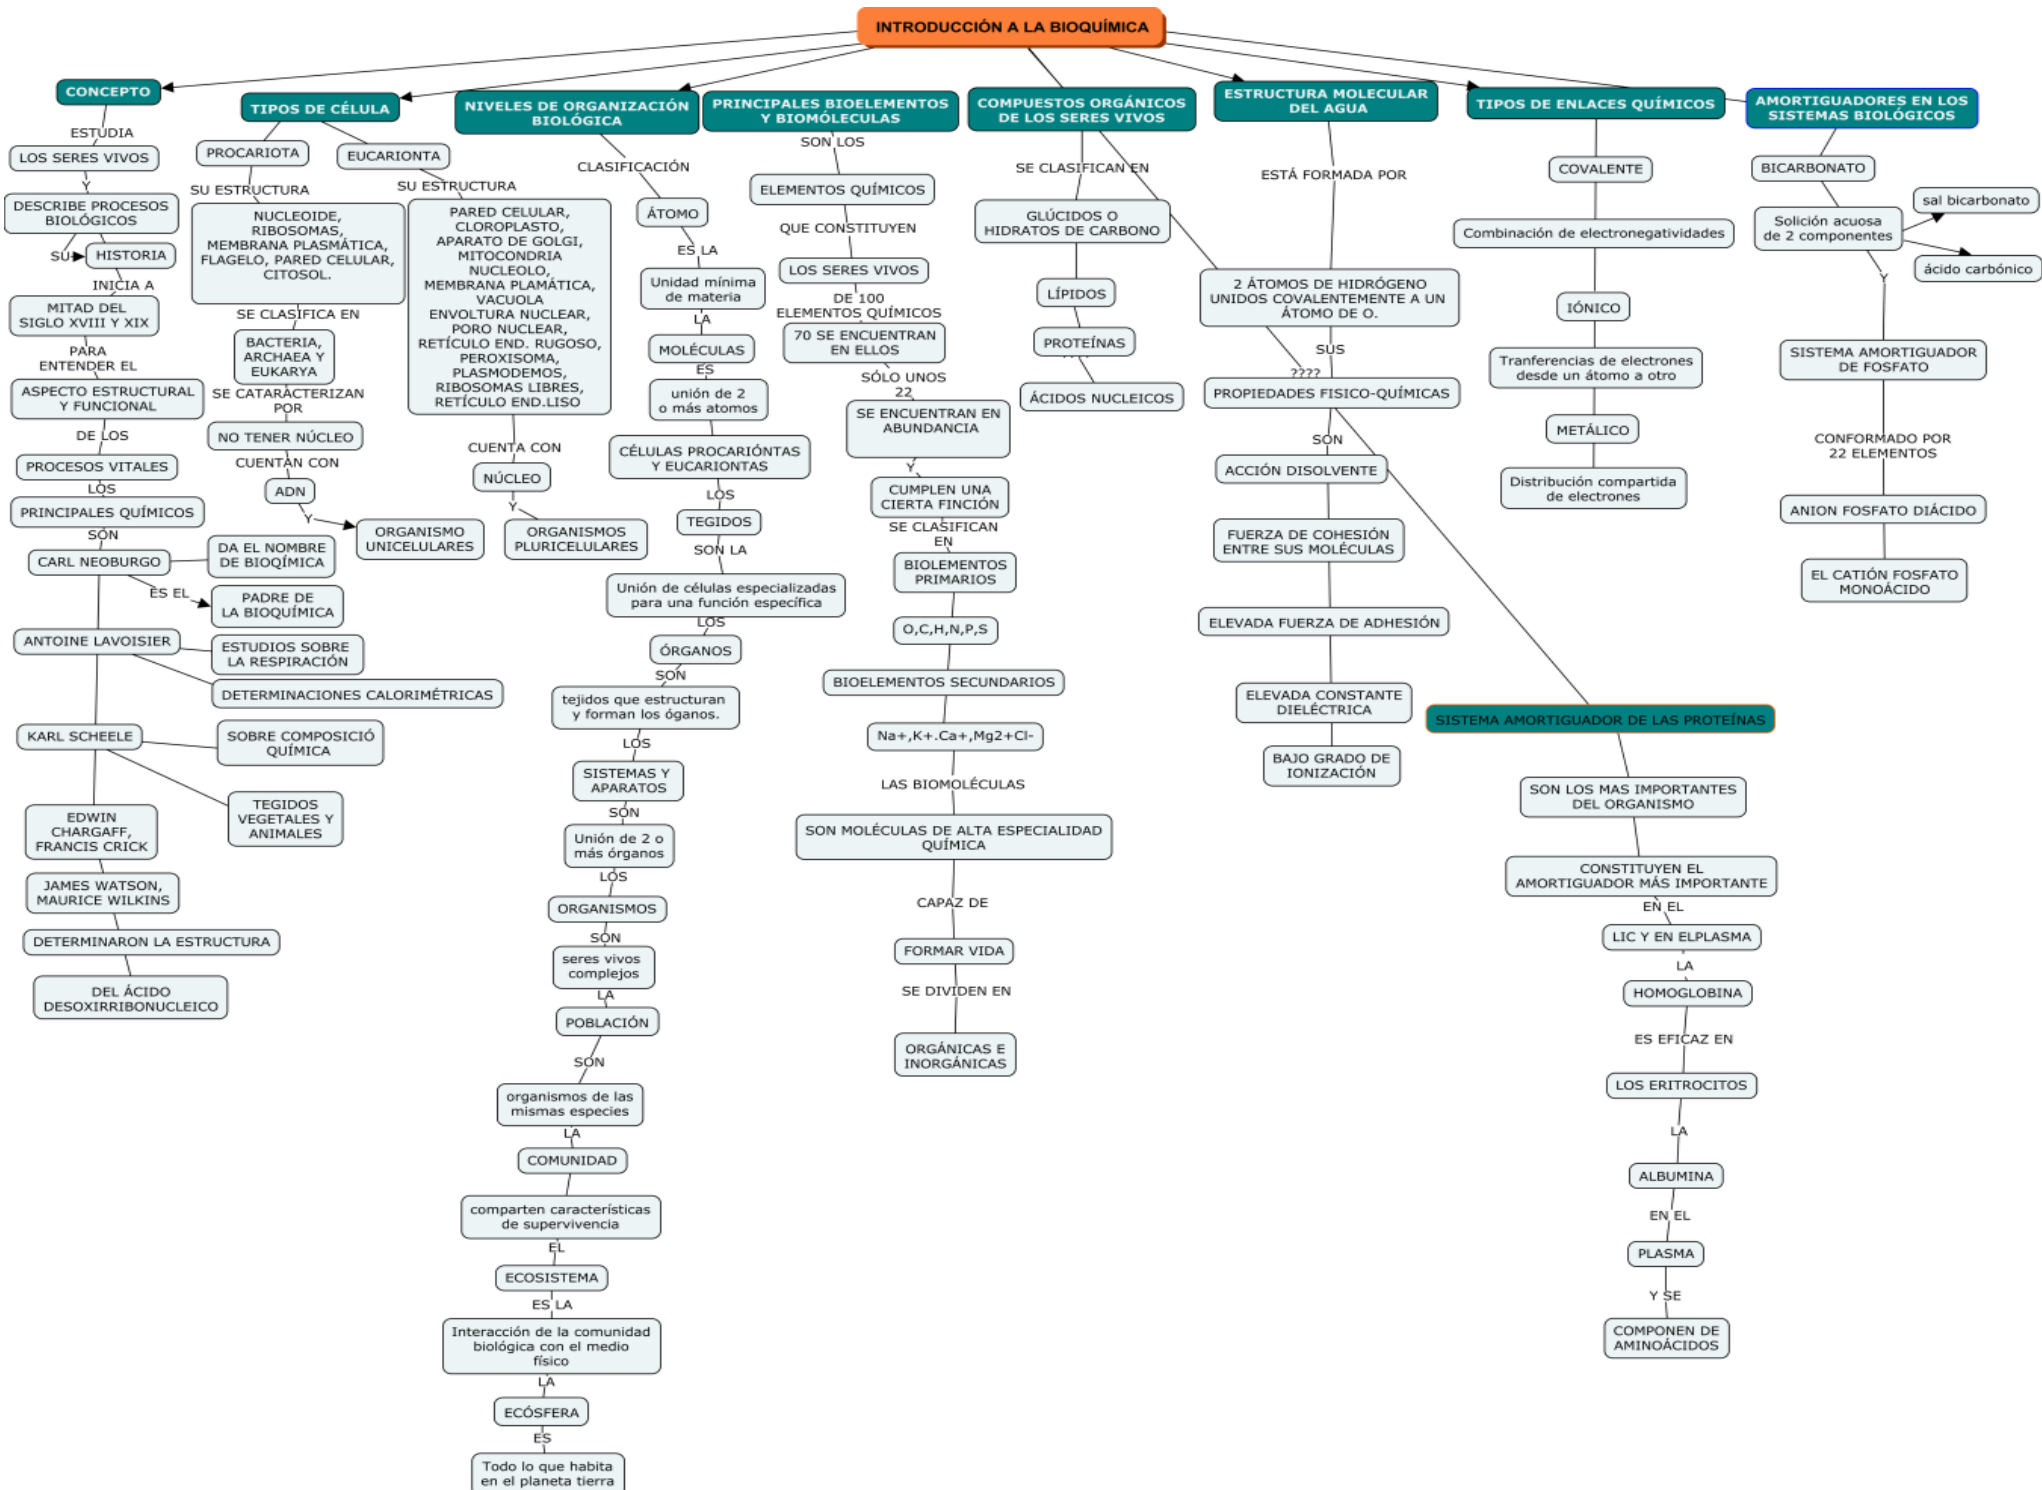 INTRODUCCIÓN A LA BIOQUÍMICA
CONCEPTO
ESTUDIA
LOS SERES VIVOS
Y
DESCRIBE PROCESOS
BIOLÓGICOS
SU
HISTORIA
INICIA A
MITAD DEL
SIGLO XVIII Y XIX
PARA
ENTENDER EL
ASPECTO ESTRUCTURAL
Y FUNCIONAL
DE LOS
PROCESOS VITALES
LOS
PRINCIPALES QUÍMICOS
SON
CARL NEOBURGO
DA EL NOMBRE
DE BIOQÍMICA
ES EL
PADRE DE
LA BIOQUÍMICA
ANTOINE LAVOISIER
ESTUDIOS SOBRE
LA RESPIRACIÓN
DETERMINACIONES CALORIMÉTRICAS
KARL SCHEELE
SOBRE COMPOSICIÓ
QUÍMICA
TEGIDOS
VEGETALES Y
ANIMALES
EDWIN
CHARGAFF,
FRANCIS CRICK
JAMES WATSON,
MAURICE WILKINS
DETERMINARON LA ESTRUCTURA
DEL ÁCIDO
DESOXIRRIBONUCLEICO
TIPOS DE CÉLULA
PROCARIOTA
SU ESTRUCTURA
NUCLEOIDE,
RIBOSOMAS,
MEMBRANA PLASMÁTICA,
FLAGELO, PARED CELULAR,
CITOSOL.
SE CLASIFICA EN
BACTERIA,
ARCHAEA Y
EUKARYA
SE CATARACTERIZAN
POR
NO TENER NÚCLEO
CUENTAN CON
ADN
Y
ORGANISMO
UNICELULARES
EUCARIONTA
SU ESTRUCTURA
PARED CELULAR,
CLOROPLASTO,
APARATO DE GOLGI,
MITOCONDRIA
NUCLEOLO,
MEMBRANA PLAMÁTICA,
VACUOLA
ENVOLTURA NUCLEAR,
PORO NUCLEAR,
RETÍCULO END. RUGOSO,
PEROXISOMA,
PLASMODEMOS,
RIBOSOMAS LIBRES,
RETÍCULO END.LISO
CUENTA CON
NÚCLEO
Y
ORGANISMOS
PLURICELULARES
NIVELES DE ORGANIZACIÓN
BIOLÓGICA
CLASIFICACIÓN
ÁTOMO
ES LA
Unidad mínima
de materia
LA
MOLÉCULAS
ES
unión de 2
o más atomos
CÉLULAS PROCARIÓNTAS
Y EUCARIONTAS
LOS
TEGIDOS
SON LA
Unión de células especializadas
para una función específica
LOS
ÓRGANOS
SON
tejidos que estructuran
y forman los óganos.
LOS
SISTEMAS Y
APARATOS
SON
Unión de 2 o
más órganos
LOS
ORGANISMOS
SON
seres vivos
complejos
LA
POBLACIÓN
SON
organismos de las
mismas especies
LA
COMUNIDAD
comparten características
de supervivencia
EL
ECOSISTEMA
ES LA
Interacción de la comunidad
biológica con el medio
físico
LA
ECÓSFERA
ES
Todo lo que habita
en el planeta tierra
PRINCIPALES BIOELEMENTOS
Y BIOMÓLECULAS
SON LOS
ELEMENTOS QUÍMICOS
QUE CONSTITUYEN
LOS SERES VIVOS
DE 100
ELEMENTOS QUÍMICOS
70 SE ENCUENTRAN
EN ELLOS
SÓLO UNOS
22
SE ENCUENTRAN EN
ABUNDANCIA
Y
CUMPLEN UNA
CIERTA FINCIÓN
SE CLASIFICAN
EN
BIOLEMENTOS
PRIMARIOS
O,C,H,N,P,S
BIOELEMENTOS SECUNDARIOS
Na+,K+.Ca+,Mg2+Cl-
LAS BIOMOLÉCULAS
SON MOLÉCULAS DE ALTA ESPECIALIDAD
QUÍMICA
CAPAZ DE
FORMAR VIDA
SE DIVIDEN EN
ORGÁNICAS E
INORGÁNICAS
COMPUESTOS ORGÁNICOS
DE LOS SERES VIVOS
SE CLASIFICAN EN
GLÚCIDOS O
HIDRATOS DE CARBONO
LÍPIDOS
PROTEÍNAS
ÁCIDOS NUCLEICOS
????
ESTRUCTURA MOLECULAR
DEL AGUA
ESTÁ FORMADA POR
2 ÁTOMOS DE HIDRÓGENO
UNIDOS COVALENTEMENTE A UN
ÁTOMO DE O.
SUS
PROPIEDADES FISICO-QUÍMICAS
SON
ACCIÓN DISOLVENTE
FUERZA DE COHESIÓN
ENTRE SUS MOLÉCULAS
ELEVADA FUERZA DE ADHESIÓN
ELEVADA CONSTANTE
DIELÉCTRICA
BAJO GRADO DE
IONIZACIÓN
TIPOS DE ENLACES QUÍMICOS
COVALENTE
Combinación de electronegatividades
IÓNICO
Tranferencias de electrones
desde un átomo a otro
METÁLICO
Distribución compartida
de electrones
SISTEMA AMORTIGUADOR DE LAS PROTEÍNAS
SON LOS MAS IMPORTANTES
DEL ORGANISMO
CONSTITUYEN EL
AMORTIGUADOR MÁS IMPORTANTE
EN EL
LIC Y EN ELPLASMA
LA
HOMOGLOBINA
ES EFICAZ EN
LOS ERITROCITOS
LA
ALBUMINA
EN EL
PLASMA
Y SE
COMPONEN DE
AMINOÁCIDOS
AMORTIGUADORES EN LOS
SISTEMAS BIOLÓGICOS
BICARBONATO
Solición acuosa
de 2 componentes
sal bicarbonato
ácido carbónico
Y
SISTEMA AMORTIGUADOR
DE FOSFATO
CONFORMADO POR
22 ELEMENTOS
ANION FOSFATO DIÁCIDO
EL CATIÓN FOSFATO
MONOÁCIDO